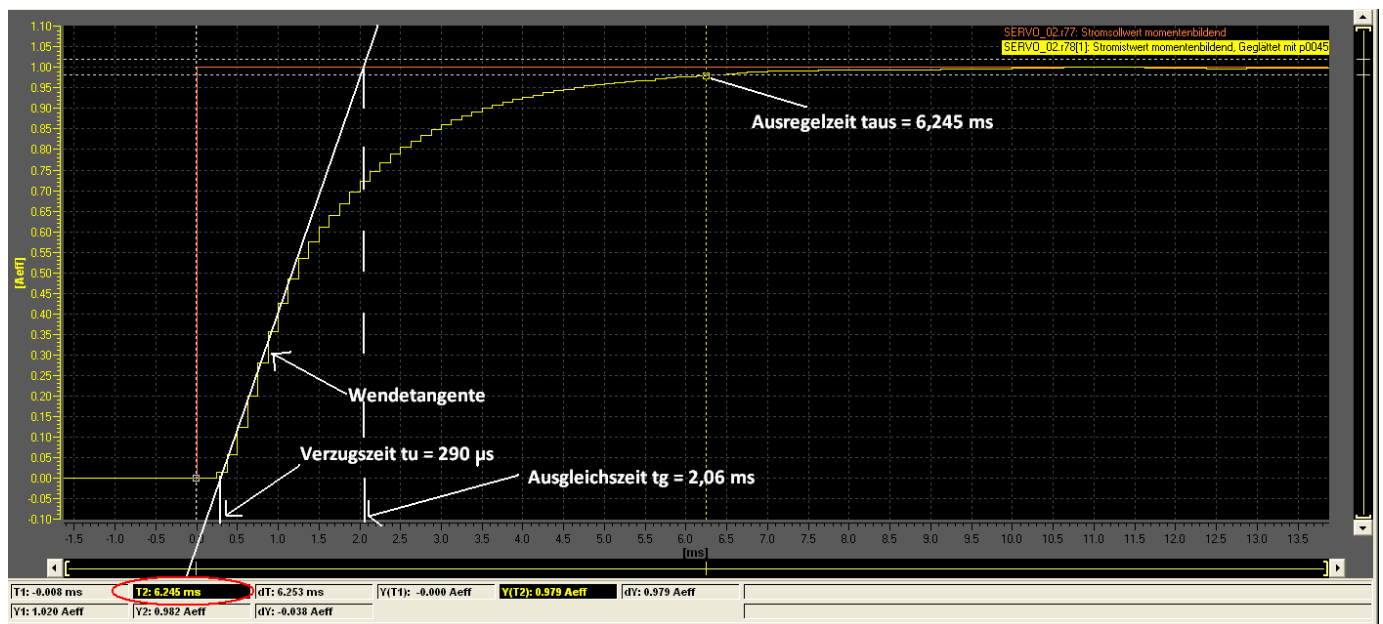 SERVO_02.r77: Stromsollwert momentbildend
SERVO_02.r78[1]: Stromistwert momentenbildend, Geglättet mit p0045
1.10
1.05
1.00
0.95
0.90
0.85
0.80
0.75
0.70
0.65
0.60
0.55
0.50
0.45
0.40
0.35
0.30
0.25
0.20
0.15
0.10
0.05
0.00
-0.05
-0.10
[Aeff]
Ausregelzeit taus = 6,245 ms
Wendetangente
Verzugszeit tu = 290 µs
Ausgleichszeit tg = 2,06 ms
-1.5 -1.0 -0.5 0.0 0.5 1.0 1.5 2.0 2.5 3.0 3.5 4.0 4.5 5.0 5.5 6.0 6.5 7.0 7.5 8.0 8.5 9.0 9.5 10.0 10.5 11.0 11.5 12.0 12.5 13.0 13.5
[ms]
T1: -0.008 ms T2: 6.245 ms dT: 6.253 ms Y(T1): -0.000 Aeff Y(T2): 0.979 Aeff dY: 0.979 Aeff
Y1: 1.020 Aeff Y2: 0.982 Aeff dY: -0.038 Aeff